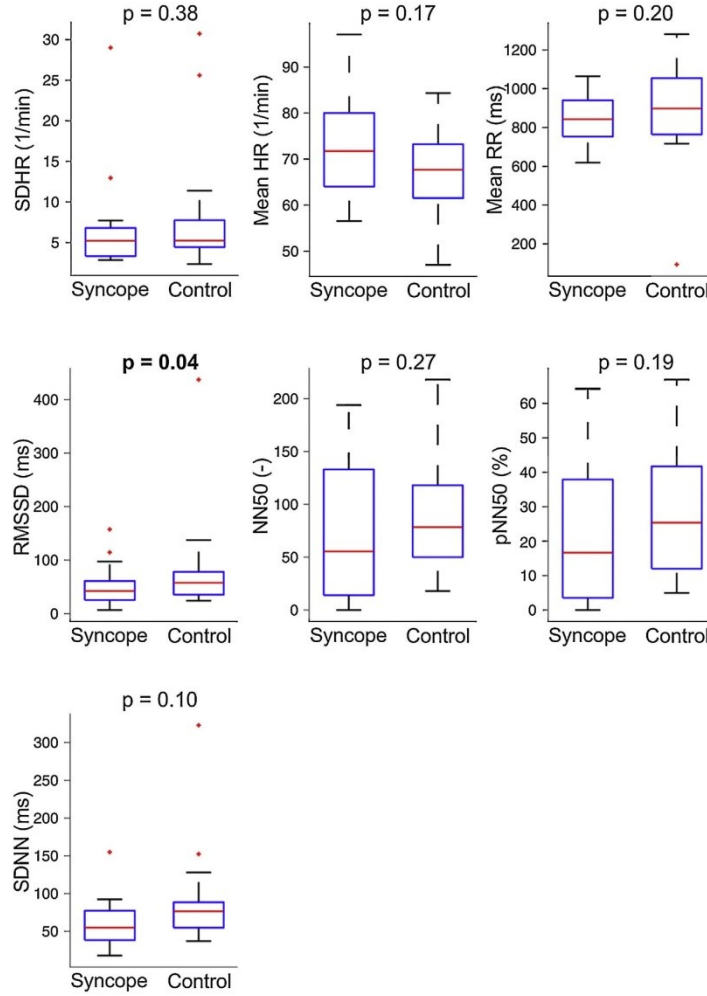 p = 0.38
SDHR (1/min)
30
25
20
15
10
5
Syncope Control
p = 0.17
Mean HR (1/min)
90
80
70
60
50
Syncope Control
p = 0.20
Mean RR (ms)
1200
1000
800
600
400
200
Syncope Control
p = 0.04
RMSSD (ms)
400
300
200
100
0
Syncope Control
p = 0.27
NN50 (-)
200
150
100
50
0
Syncope Control
p = 0.19
pNN50 (%)
60
50
40
30
20
10
0
Syncope Control
p = 0.10
SDNN (ms)
300
250
200
150
100
50
Syncope Control